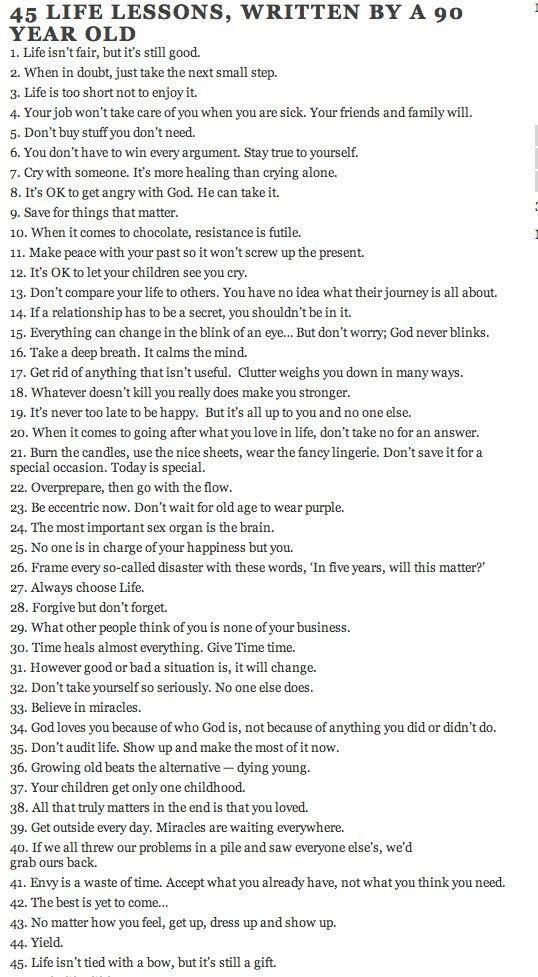 45 LIFE LESSONS, WRITTEN BY A 90
YEAR OLD
1. Life isn't fair, but it's still good.
2. When in doubt, just take the next small step.
3. Life is too short not to enjoy it.
4. Your job won't take care of you when you are sick. Your friends and family will.
5. Don't buy stuff you don't need.
6. You don't have to win every argument. Stay true to yourself.
7. Cry with someone. It's more healing than crying alone.
8. It's OK to get angry with God. He can take it.
9. Save for things that matter.
10. When it comes to chocolate, resistance is futile.
11. Make peace with your past so it won't screw up the present.
12. It's OK to let your children see you cry.
13. Don't compare your life to others. You have no idea what their journey is all about.
14. If a relationship has to be a secret, you shouldn't be in it.
15. Everything can change in the blink of an eye... But don't worry; God never blinks.
16. Take a deep breath. It calms the mind.
17. Get rid of anything that isn't useful.  Clutter weighs you down in many ways.
18. Whatever doesn't kill you really does make you stronger.
19. It's never too late to be happy.  But it's all up to you and no one else.
20. When it comes to going after what you love in life, don't take no for an answer.
21. Burn the candles, use the nice sheets, wear the fancy lingerie. Don't save it for a
special occasion. Today is special.
22. Overprepare, then go with the flow.
23. Be eccentric now. Don't wait for old age to wear purple.
24. The most important sex organ is the brain.
25. No one is in charge of your happiness but you.
26. Frame every so-called disaster with these words, 'In five years, will this matter?'
27. Always choose Life.
28. Forgive but don't forget.
29. What other people think of you is none of your business.
30. Time heals almost everything. Give Time time.
31. However good or bad a situation is, it will change.
32. Don't take yourself so seriously. No one else does.
33. Believe in miracles.
34. God loves you because of who God is, not because of anything you did or didn't do.
35. Don't audit life. Show up and make the most of it now.
36. Growing old beats the alternative — dying young.
37. Your children get only one childhood.
38. All that truly matters in the end is that you loved.
39. Get outside every day. Miracles are waiting everywhere.
40. If we all threw our problems in a pile and saw everyone else's, we'd
grab ours back.
41. Envy is a waste of time. Accept what you already have, not what you think you need.
42. The best is yet to come...
43. No matter how you feel, get up, dress up and show up.
44. Yield.
45. Life isn't tied with a bow, but it's still a gift.